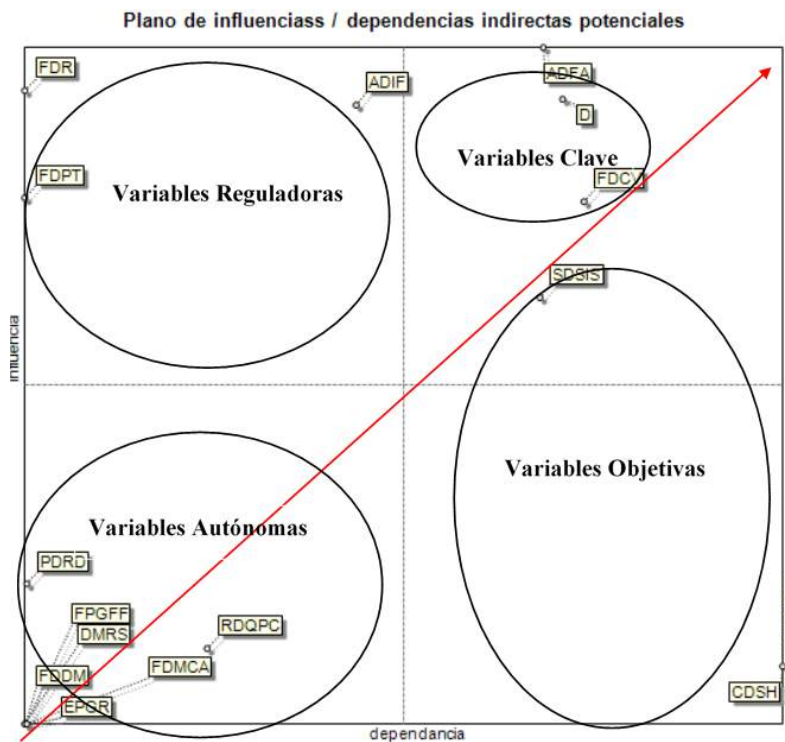 Plano de influenciass / dependencias indirectas potenciales
FDR
ADIF
ADFA
D
Variables Clave
FDPT
Variables Reguladoras
FDCV
SDSIS
influencia
Variables Objetivas
Variables Autónomas
PDRD
FPGFF
DMRS
RDQPC
FDMCA
FDDM
EPGR
CDSH
dependancia